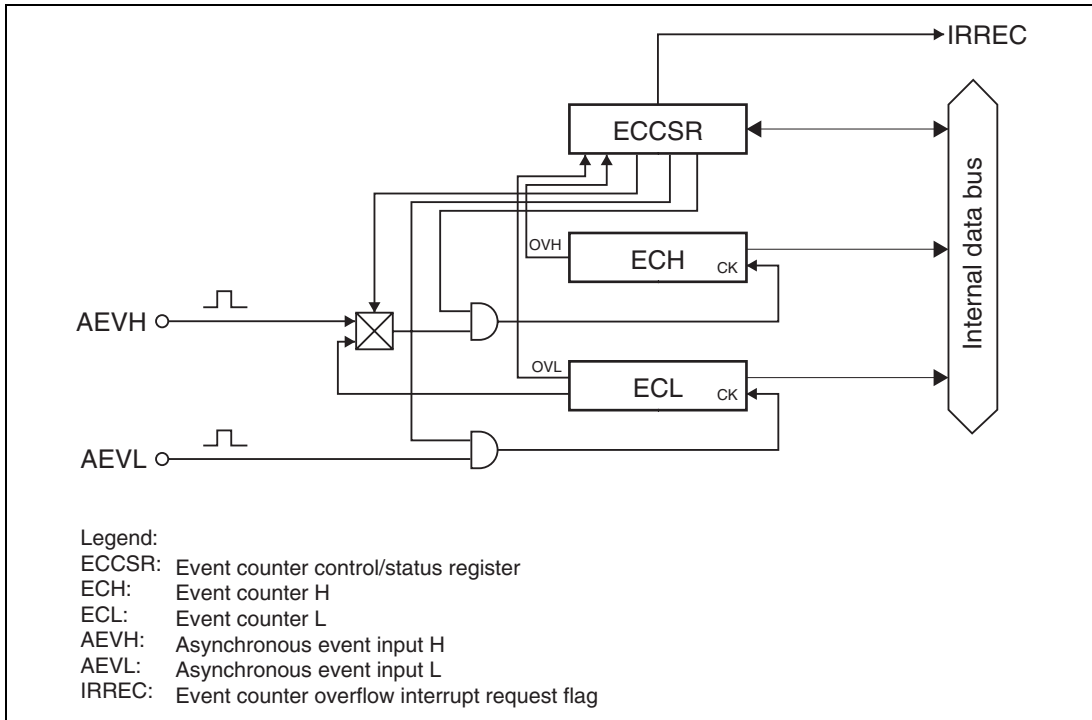 IRREC
ECCSR
OVH
ECH
CK
AEVH
OVL
ECL
CK
AEVL
Internal data bus
Legend:
ECCSR: Event counter control/status register
ECH: Event counter H
ECL: Event counter L
AEVH: Asynchronous event input H
AEVL: Asynchronous event input L
IRREC: Event counter overflow interrupt request flag